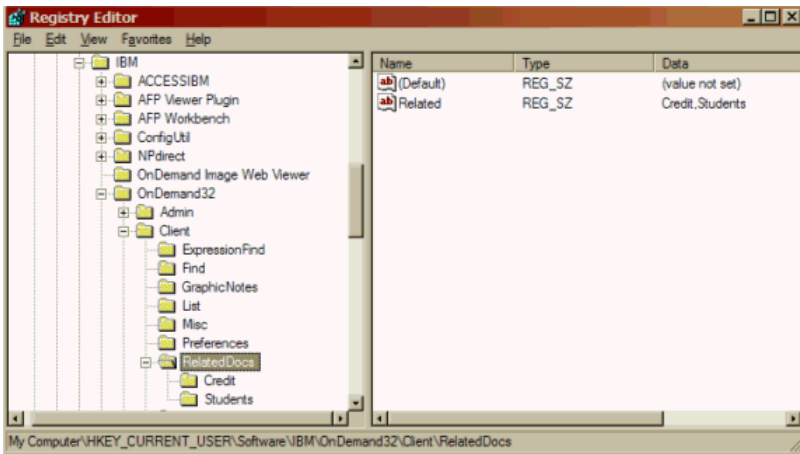 Registry Editor
File Edit View Favorites Help
IBM
ACCESSIBM
AFP Viewer Plugin
AFP Workbench
ConfigUtil
NPdirect
OnDemand Image Web Viewer
OnDemand32
Admin
Client
ExpressionFind
Find
GraphicNotes
List
Misc
Preferences
RelatedDocs
Credit
Students
Name Type Data
ab (Default) REG_SZ (value not set)
ab Related REG_SZ Credit,Students
My Computer\HKEY_CURRENT_USER\Software\IBM\OnDemand32\Client\RelatedDocs